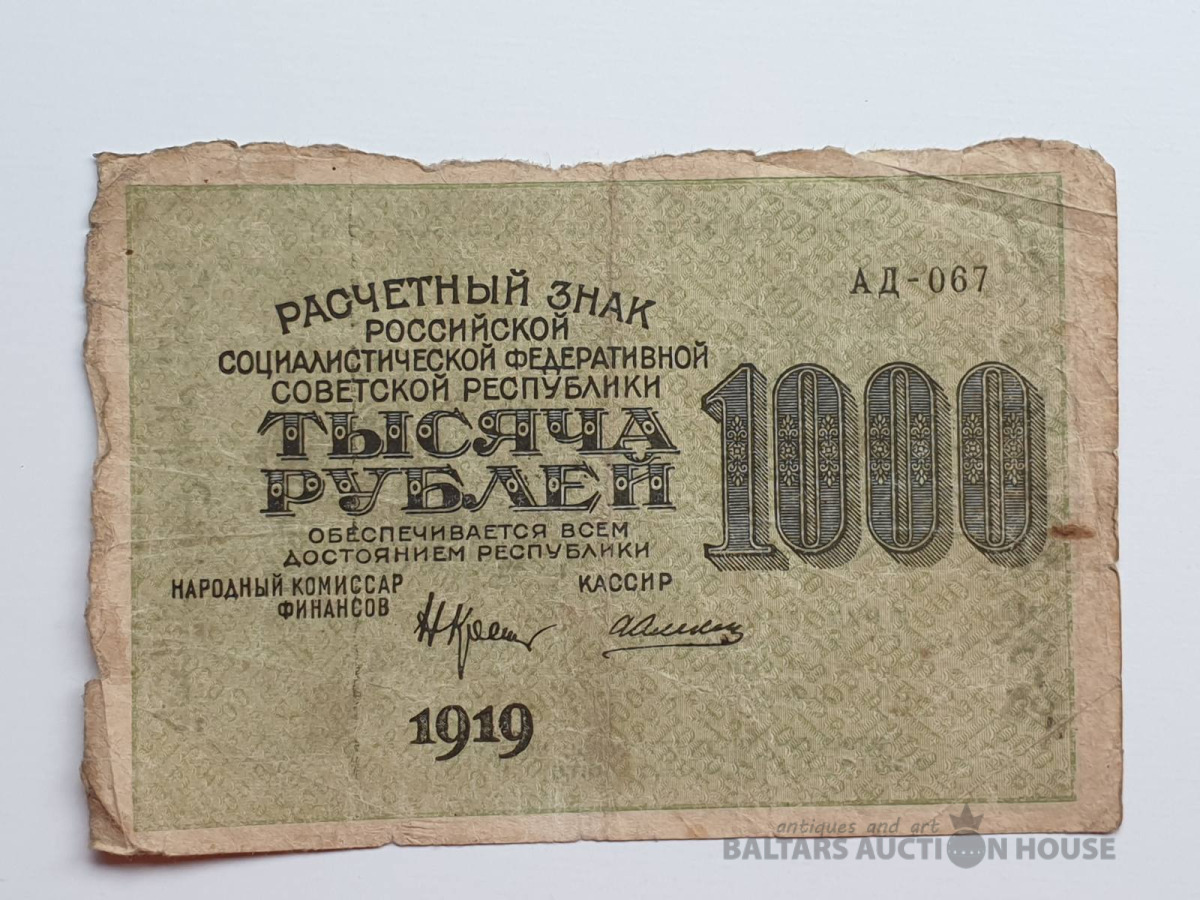 АД-067
РАСЧЕТНЫЙ ЗНАК
РОССИЙСКОЙ
СОЦИАЛИСТИЧЕСКОЙ ФЕДЕРАТИВНОЙ
СОВЕТСКОЙ РЕСПУБЛИКИ
ТЫСЯЧА
РУБЛЕЙ
1000
ОБЕСПЕЧИВАЕТСЯ ВСЕМ
ДОСТОЯНИЕМ РЕСПУБЛИКИ
НАРОДНЫЙ КОМИССАР
ФИНАНСОВ
КАССИР
1919
antiques and art
BALTARS AUCTION HOUSE